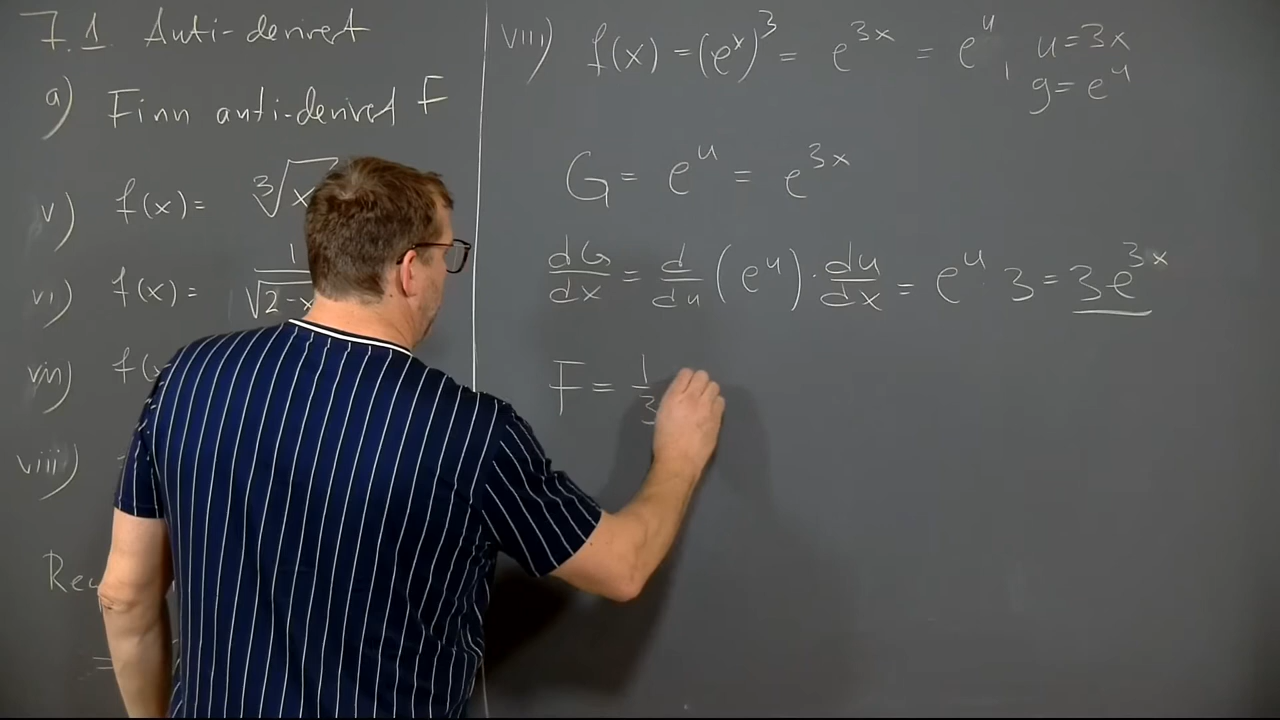 7.1 Anti-derivert
a) Finn anti-derivert F
v) f(x) = ∛x
vi) f(x) = 1/√2-x
vii) f(x
viii)
=
viii) f(x) = (e^x)^3 = e^{3x} = e^u, u = 3x
g = e^u
G = e^u = e^{3x}
dG/dx = d/du (e^u) · du/dx = e^u 3 = 3e^{3x}
F = 1/3